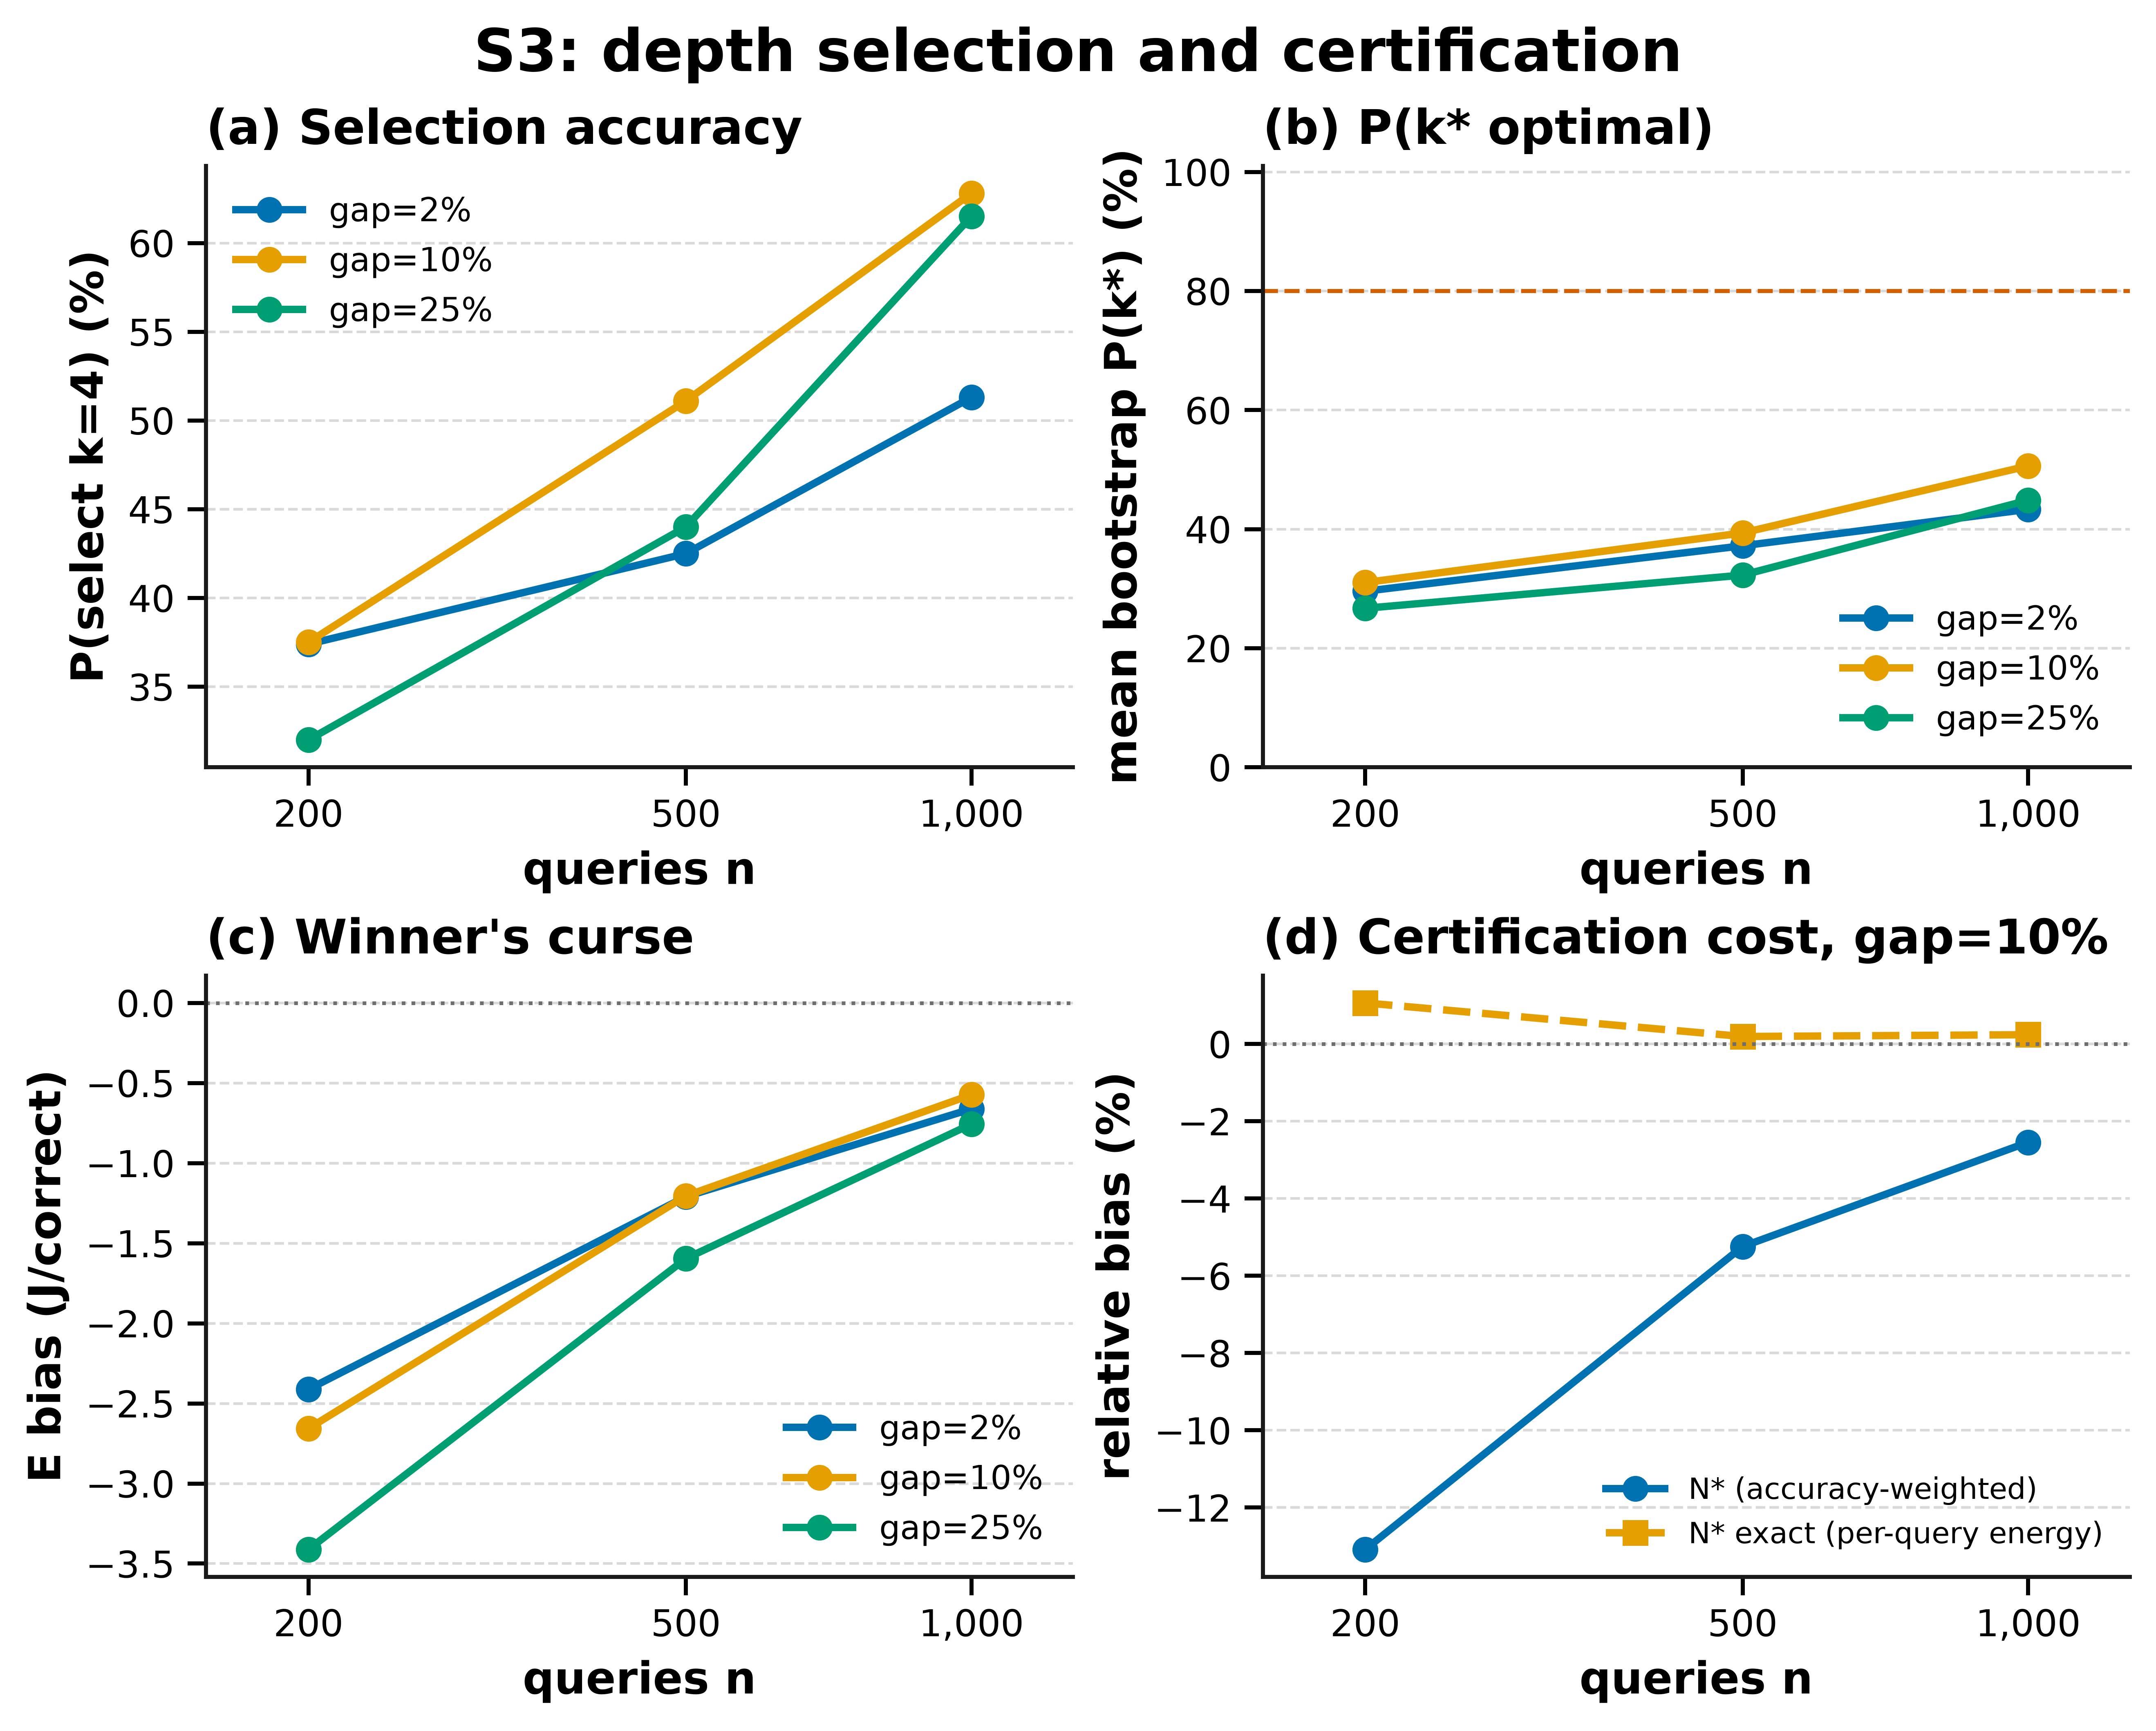 S3: depth selection and certification
(a) Selection accuracy
P(select k=4) (%)
60
55
50
45
40
35
gap=2%
gap=10%
gap=25%
200
500
1,000
queries n
(b) P(k* optimal)
mean bootstrap P(k*) (%)
100
80
60
40
20
0
gap=2%
gap=10%
gap=25%
200
500
1,000
queries n
(c) Winner's curse
E bias (J/correct)
0.0
−0.5
−1.0
−1.5
−2.0
−2.5
−3.0
−3.5
gap=2%
gap=10%
gap=25%
200
500
1,000
queries n
(d) Certification cost, gap=10%
relative bias (%)
0
−2
−4
−6
−8
−10
−12
N* (accuracy-weighted)
N* exact (per-query energy)
200
500
1,000
queries n